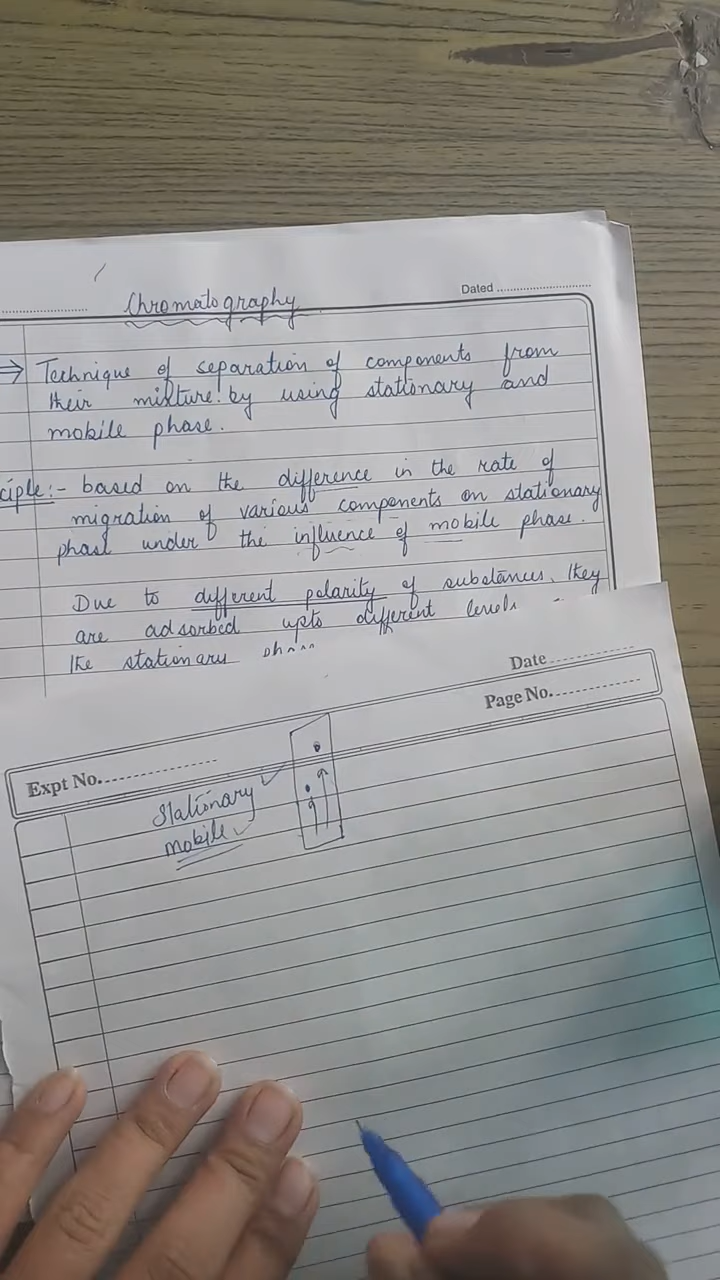 Chromatography
Dated
⇒ Technique of separation of components from
their mixture by using stationary and
mobile phase.
ciple:- based on the difference in the rate of
migration of various components on stationary
phase under the influence of mobile phase.
Due to different polarity of substances, they
are adsorbed upto different levels
the stationary
Date
Page No.
Expt No.
Stationary
mobile